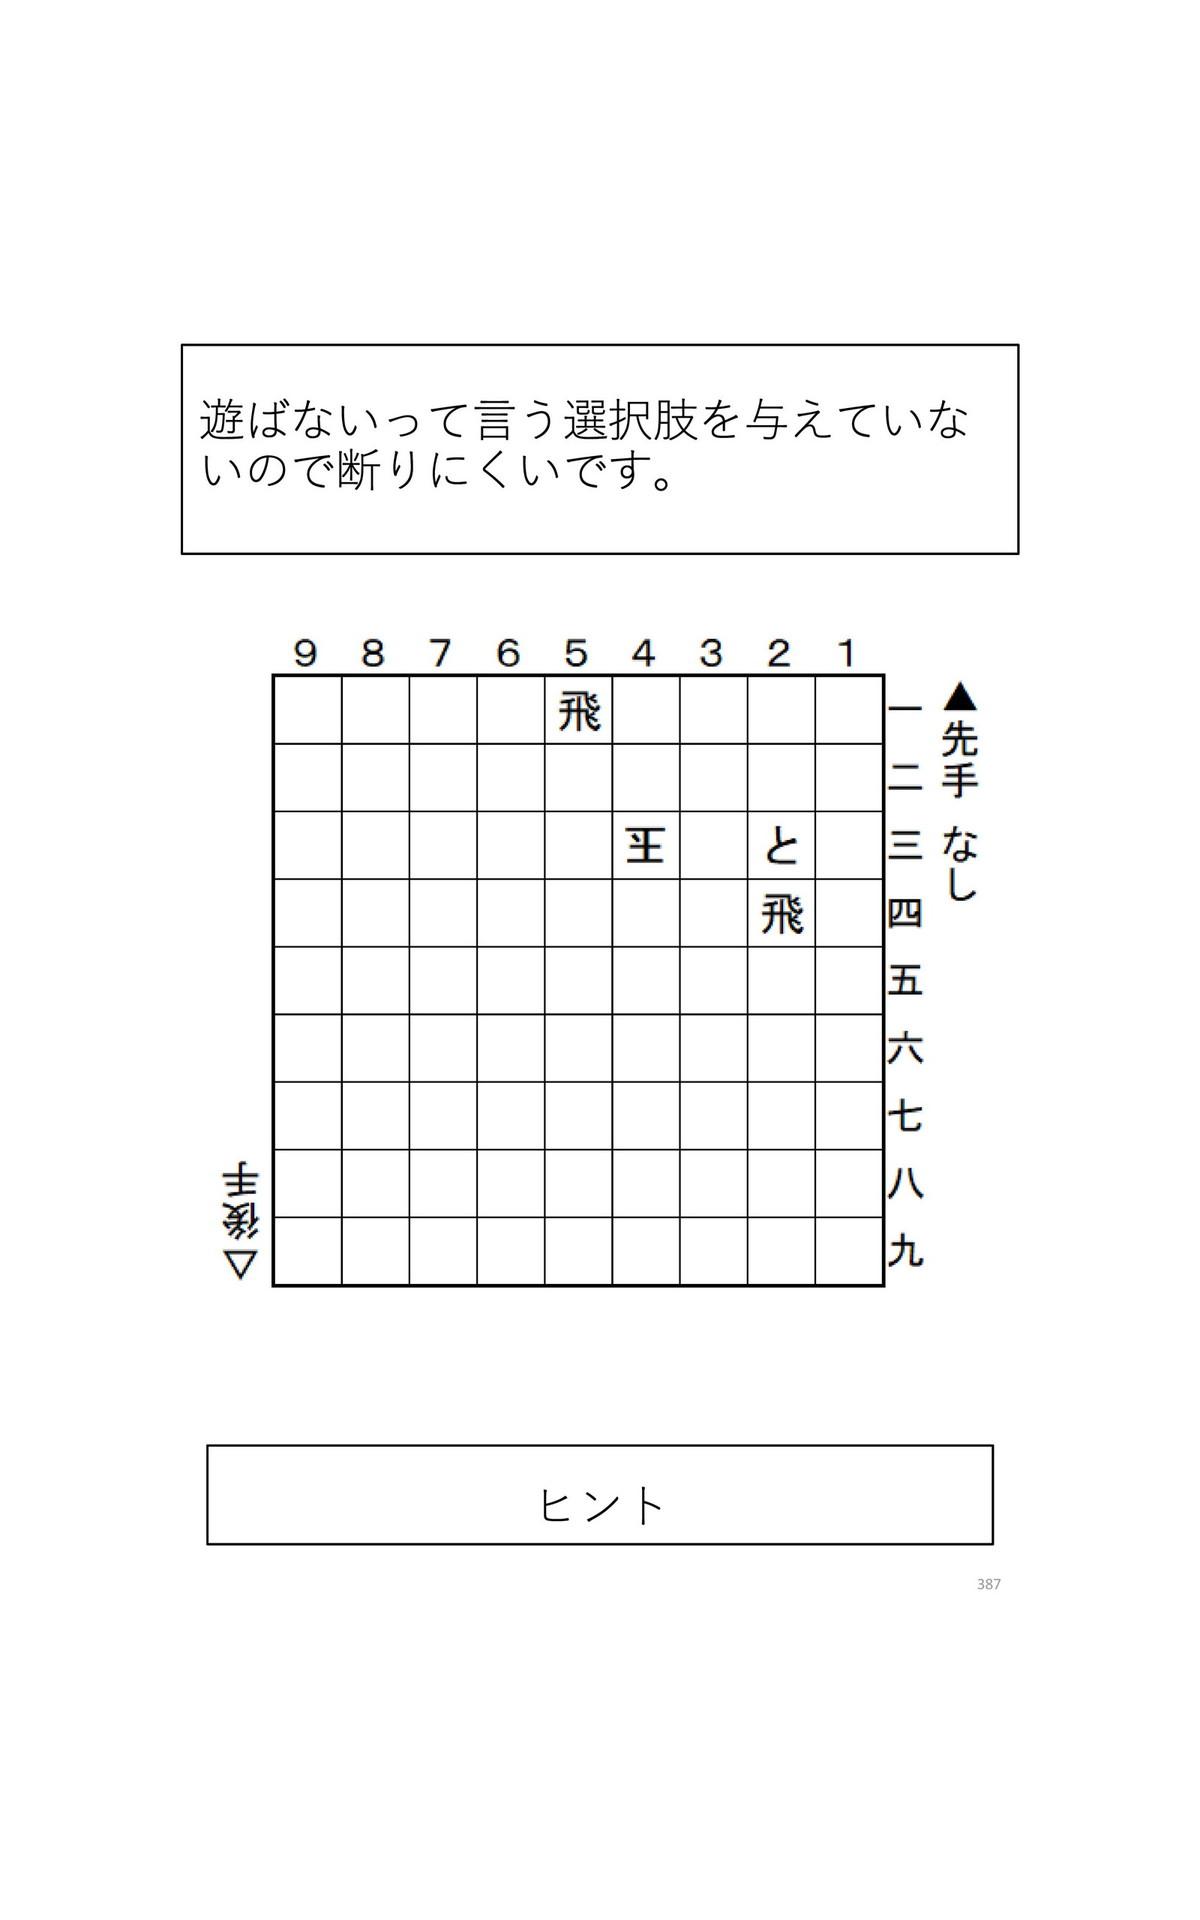 遊ばないって言う選択肢を与えていな
いので断りにくいです。
9 8 7 6 5 4 3 2 1
飛 一
二
王 と 三
飛 四
五
六
七
八
九
▲先手 なし
△後手
ヒント
387